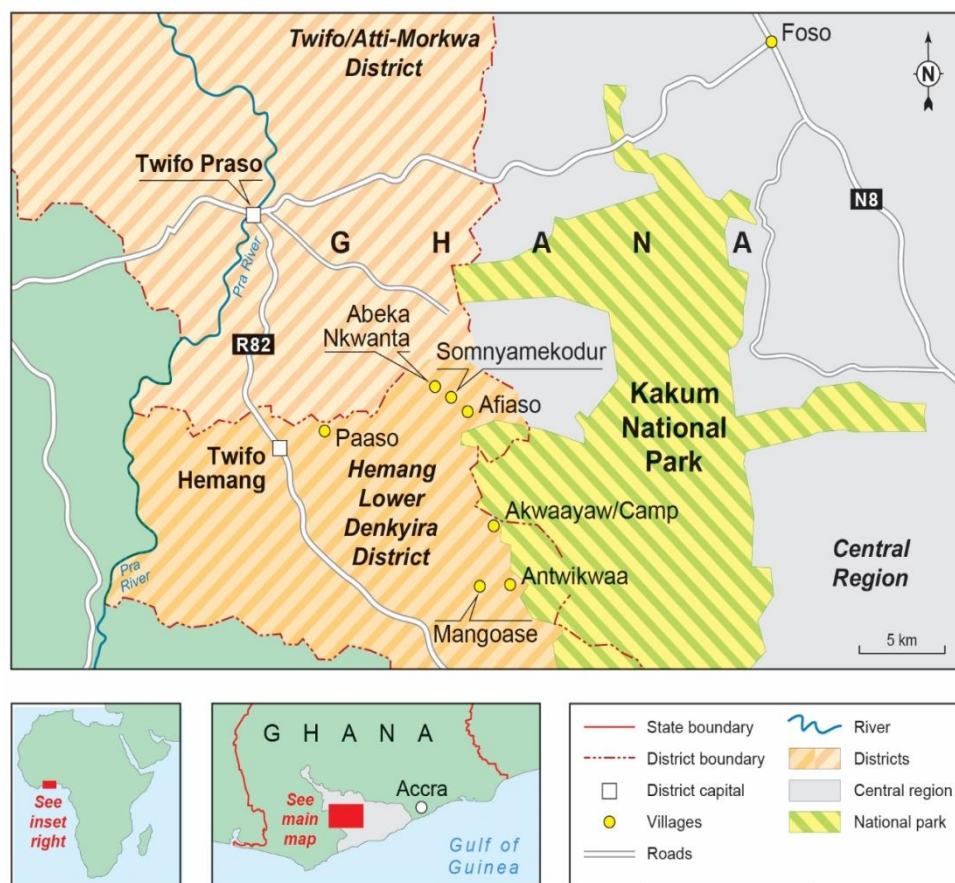 Twifo/Atti-Morkwa
District
Foso
N
Twifo Praso
N8
G H A N A
Pra River
Abeka
Nkwanta
R82
Somnyamekodur
Afiaso
Kakum
National
Park
Paaso
Twifo
Hemang
Hemang
Lower
Denkyira
District
Akwaayaw/Camp
Pra
River
Antwikwaa
Central
Region
Mangoase
5 km
See
inset
right
G H A N A
Accra
See
main
map
Gulf of
Guinea
State boundary
District boundary
District capital
Villages
Roads
River
Districts
Central region
National park